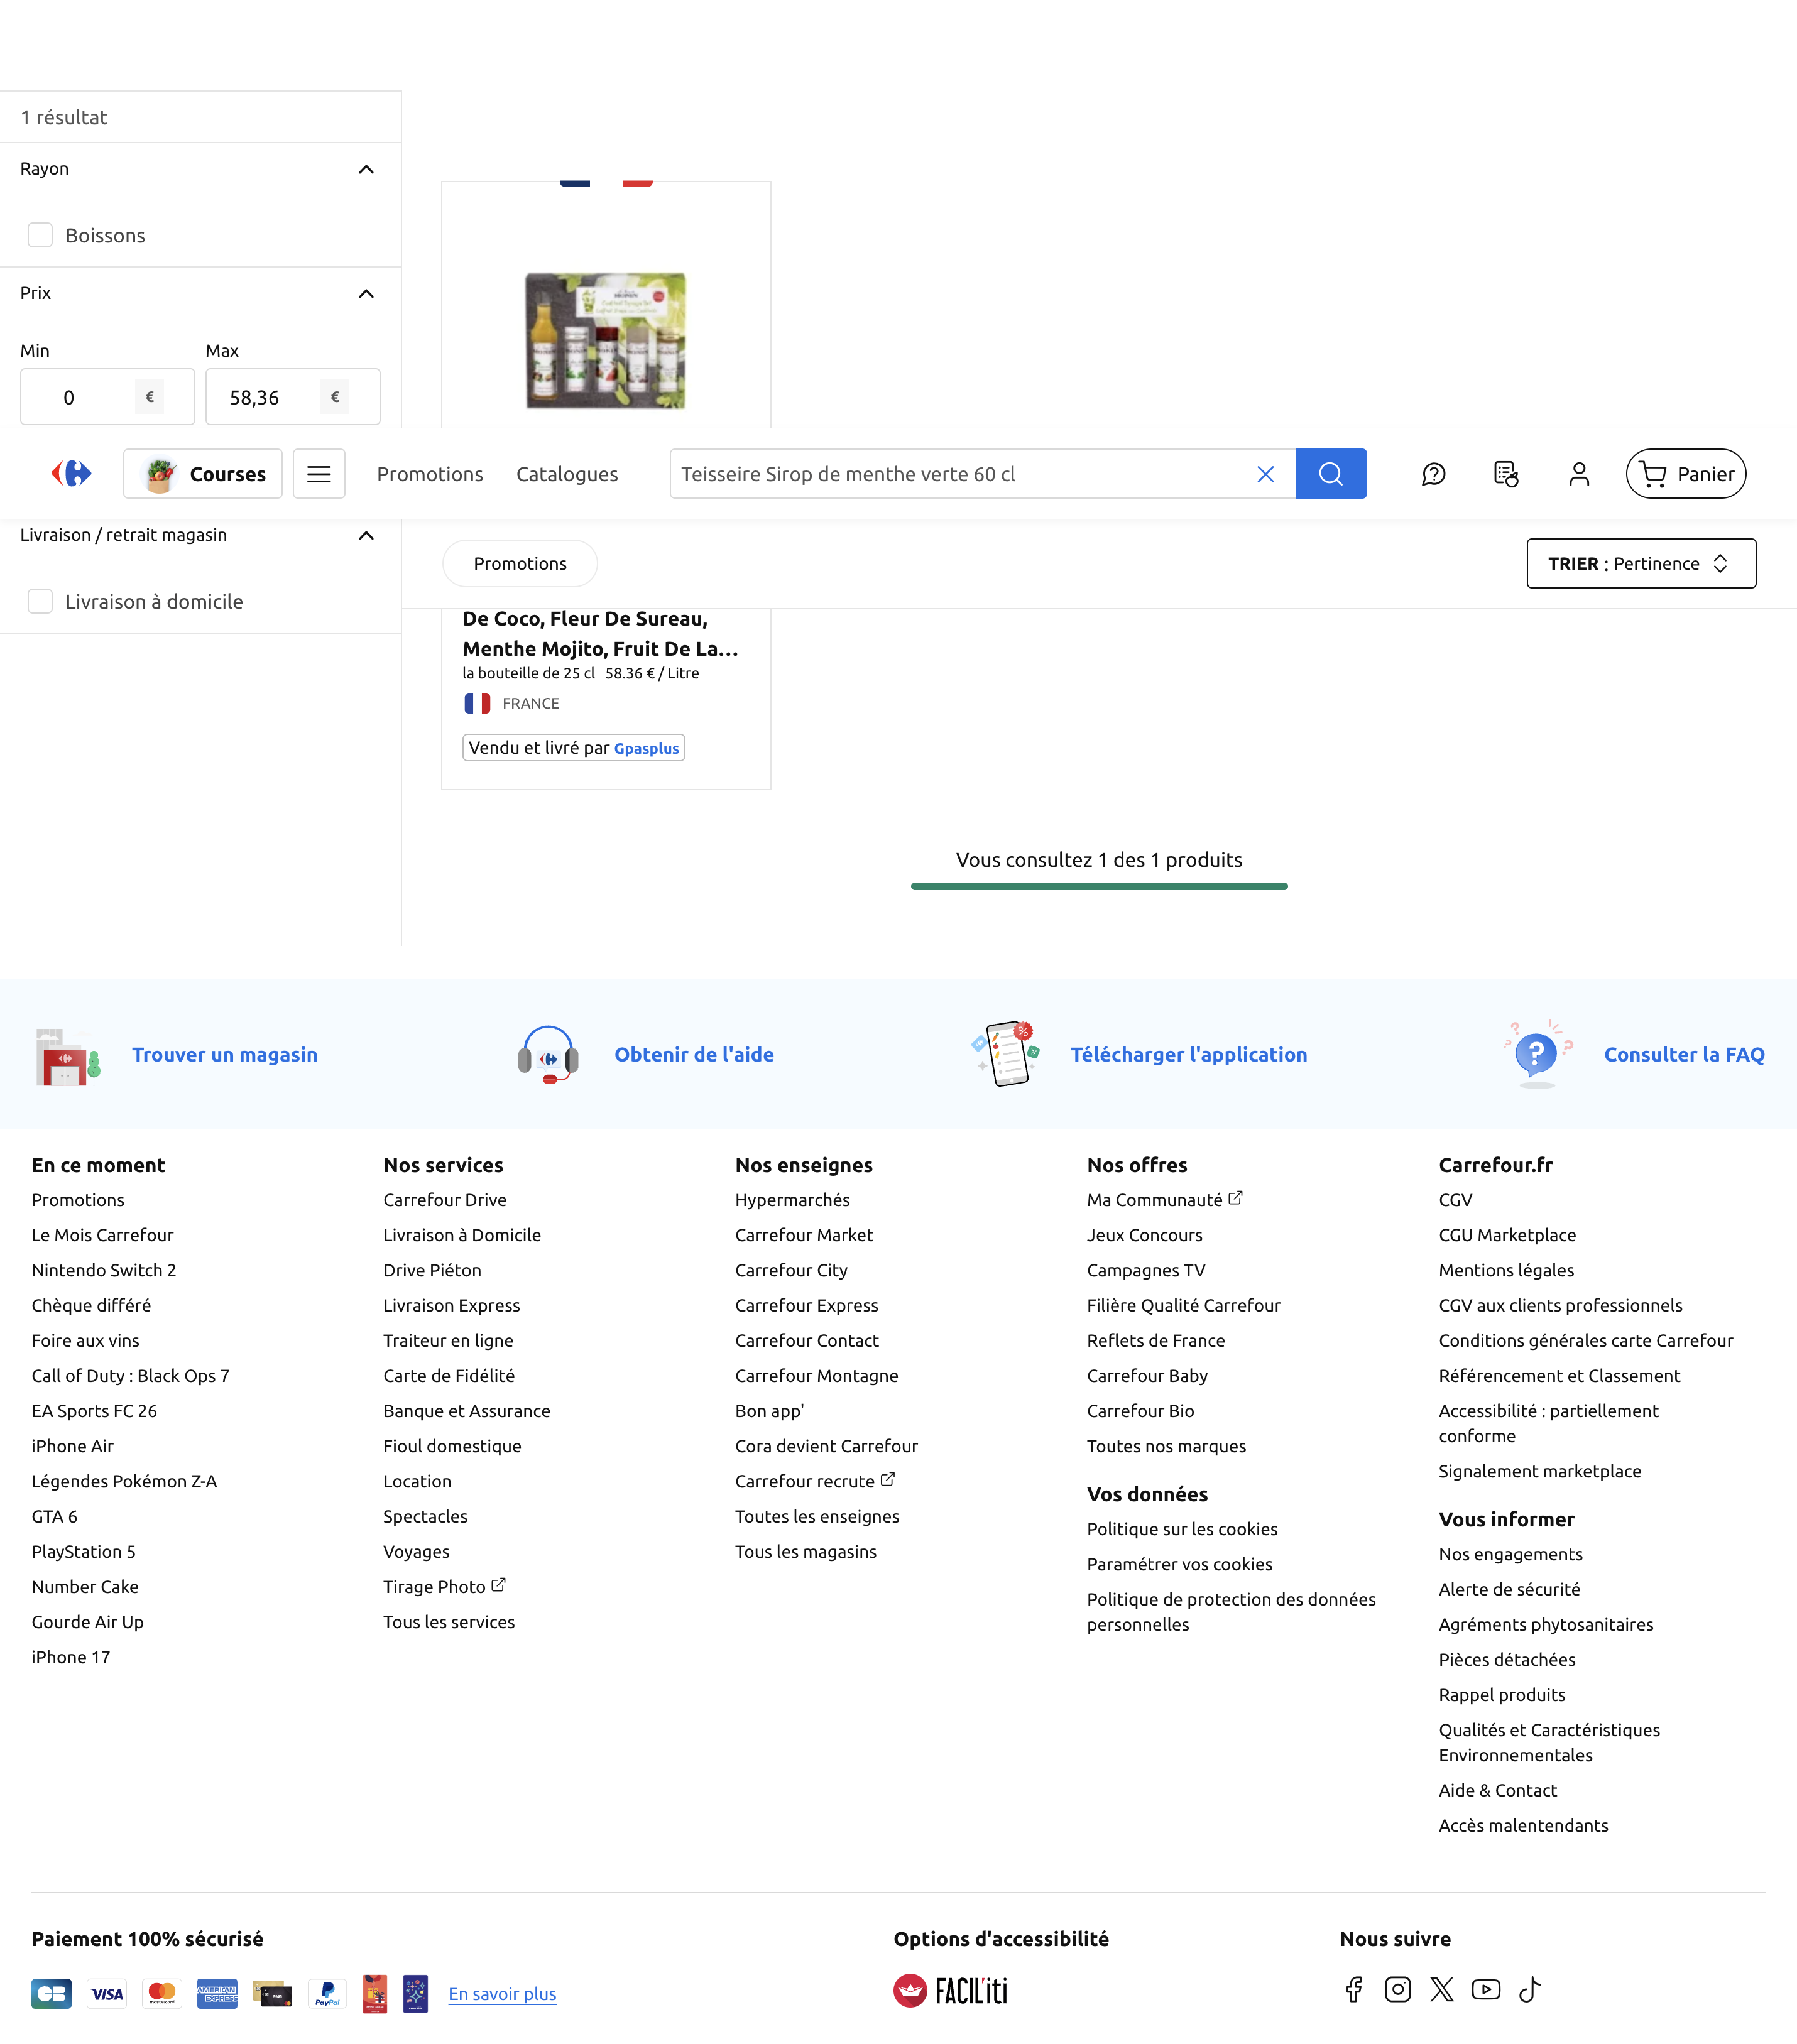 1 résultat
Rayon
Boissons
Prix
Min
Max
0 €
58,36 €
MONIN
Courses
Promotions
Catalogues
Teisseire Sirop de menthe verte 60 cl
Panier
Livraison / retrait magasin
Livraison à domicile
Promotions
TRIER : Pertinence
De Coco, Fleur De Sureau,
Menthe Mojito, Fruit De La...
la bouteille de 25 cl 58.36 € / Litre
FRANCE
Vendu et livré par Gpasplus
Vous consultez 1 des 1 produits
Trouver un magasin
Obtenir de l'aide
Télécharger l'application
Consulter la FAQ
En ce moment
Promotions
Le Mois Carrefour
Nintendo Switch 2
Chèque différé
Foire aux vins
Call of Duty : Black Ops 7
EA Sports FC 26
iPhone Air
Légendes Pokémon Z-A
GTA 6
PlayStation 5
Number Cake
Gourde Air Up
iPhone 17
Nos services
Carrefour Drive
Livraison à Domicile
Drive Piéton
Livraison Express
Traiteur en ligne
Carte de Fidélité
Banque et Assurance
Fioul domestique
Location
Spectacles
Voyages
Tirage Photo
Tous les services
Nos enseignes
Hypermarchés
Carrefour Market
Carrefour City
Carrefour Express
Carrefour Contact
Carrefour Montagne
Bon app'
Cora devient Carrefour
Carrefour recrute
Toutes les enseignes
Tous les magasins
Nos offres
Ma Communauté
Jeux Concours
Campagnes TV
Filière Qualité Carrefour
Reflets de France
Carrefour Baby
Carrefour Bio
Toutes nos marques
Vos données
Politique sur les cookies
Paramétrer vos cookies
Politique de protection des données
personnelles
Carrefour.fr
CGV
CGU Marketplace
Mentions légales
CGV aux clients professionnels
Conditions générales carte Carrefour
Référencement et Classement
Accessibilité : partiellement
conforme
Signalement marketplace
Vous informer
Nos engagements
Alerte de sécurité
Agréments phytosanitaires
Pièces détachées
Rappel produits
Qualités et Caractéristiques
Environnementales
Aide & Contact
Accès malentendants
Paiement 100% sécurisé
CB VISA mastercard AMERICAN EXPRESS PayPal
En savoir plus
Options d'accessibilité
FACIL'iti
Nous suivre